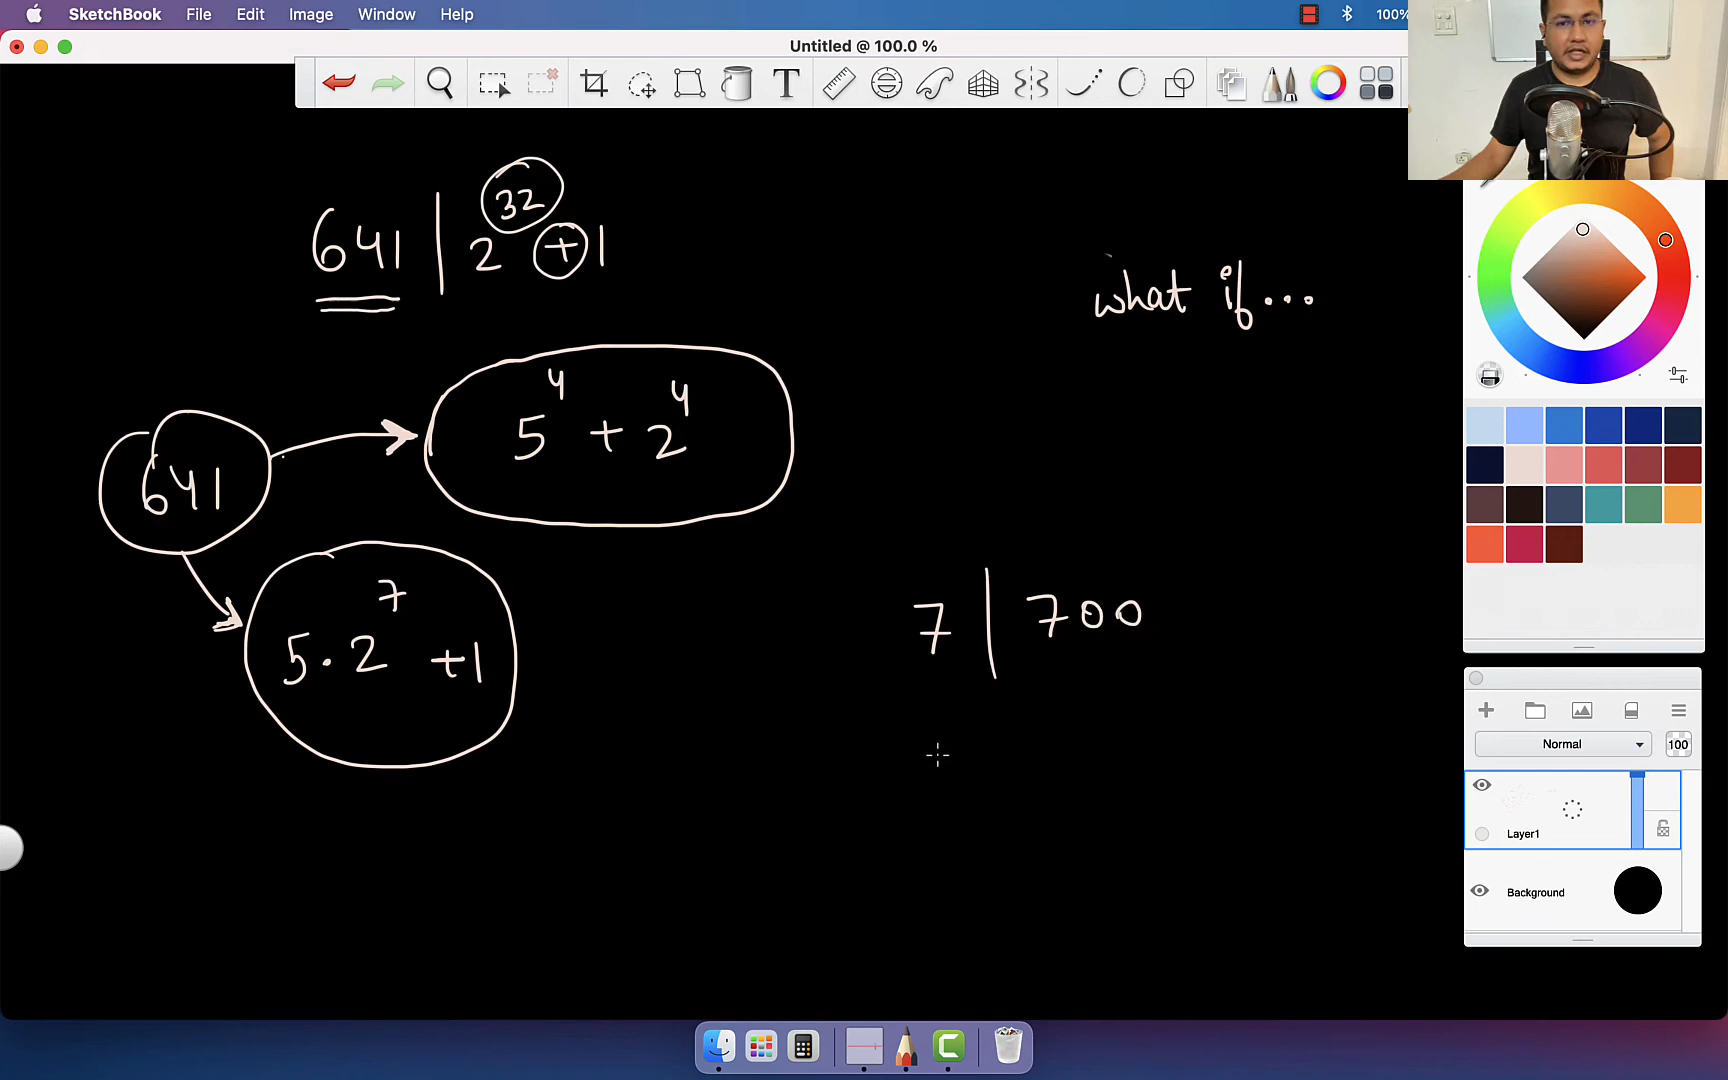 SketchBook File Edit Image Window Help 100%
Untitled @ 100.0 %
T
641 | 2^32 + 1
what if...
5^4 + 2^4
641
5 · 2^7 + 1
7 | 700
Normal 100
Layer1
Background